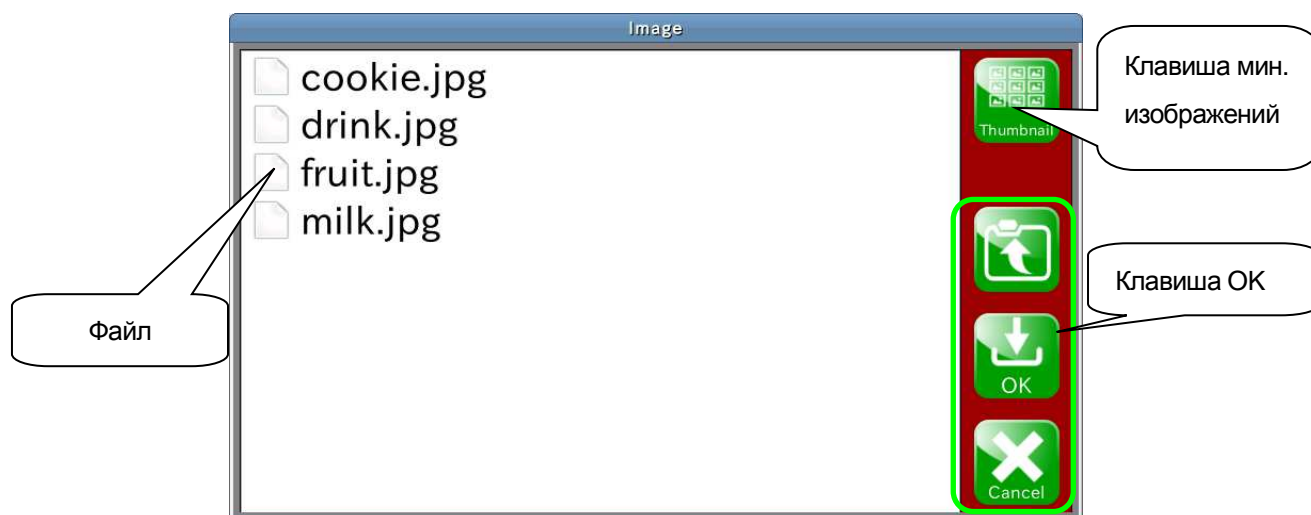 Image
cookie.jpg
drink.jpg
fruit.jpg
milk.jpg
Thumbnail
OK
Cancel
Клавиша мин.
изображений
Клавиша OK
Файл